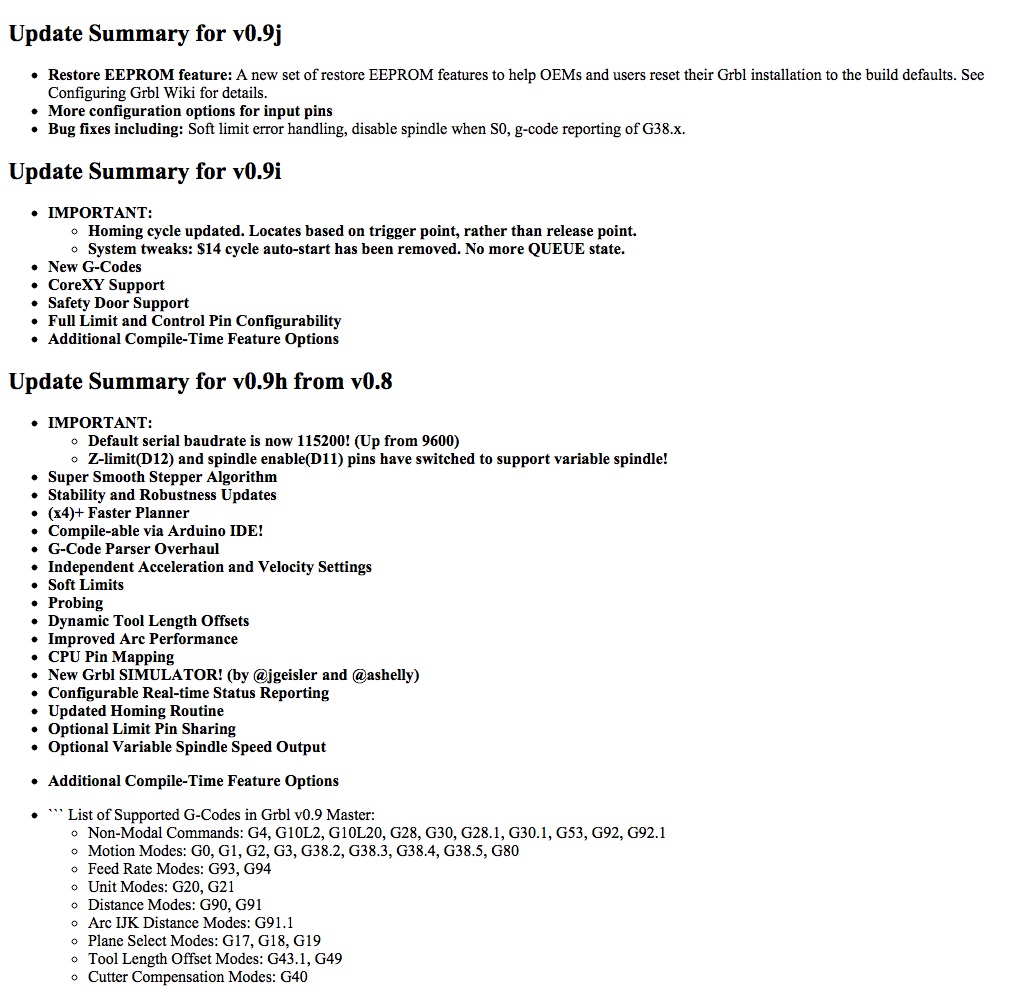 Update Summary for v0.9j
• Restore EEPROM feature: A new set of restore EEPROM features to help OEMs and users reset their Grbl installation to the build defaults. See
Configuring Grbl Wiki for details.
• More configuration options for input pins
• Bug fixes including: Soft limit error handling, disable spindle when S0, g-code reporting of G38.x.
Update Summary for v0.9i
• IMPORTANT:
◦ Homing cycle updated. Locates based on trigger point, rather than release point.
◦ System tweaks: $14 cycle auto-start has been removed. No more QUEUE state.
• New G-Codes
• CoreXY Support
• Safety Door Support
• Full Limit and Control Pin Configurability
• Additional Compile-Time Feature Options
Update Summary for v0.9h from v0.8
• IMPORTANT:
◦ Default serial baudrate is now 115200! (Up from 9600)
◦ Z-limit(D12) and spindle enable(D11) pins have switched to support variable spindle!
• Super Smooth Stepper Algorithm
• Stability and Robustness Updates
• (x4)+ Faster Planner
• Compile-able via Arduino IDE!
• G-Code Parser Overhaul
• Independent Acceleration and Velocity Settings
• Soft Limits
• Probing
• Dynamic Tool Length Offsets
• Improved Arc Performance
• CPU Pin Mapping
• New Grbl SIMULATOR! (by @jgeisler and @ashelly)
• Configurable Real-time Status Reporting
• Updated Homing Routine
• Optional Limit Pin Sharing
• Optional Variable Spindle Speed Output
• Additional Compile-Time Feature Options
• ``` List of Supported G-Codes in Grbl v0.9 Master:
◦ Non-Modal Commands: G4, G10L2, G10L20, G28, G30, G28.1, G30.1, G53, G92, G92.1
◦ Motion Modes: G0, G1, G2, G3, G38.2, G38.3, G38.4, G38.5, G80
◦ Feed Rate Modes: G93, G94
◦ Unit Modes: G20, G21
◦ Distance Modes: G90, G91
◦ Arc IJK Distance Modes: G91.1
◦ Plane Select Modes: G17, G18, G19
◦ Tool Length Offset Modes: G43.1, G49
◦ Cutter Compensation Modes: G40